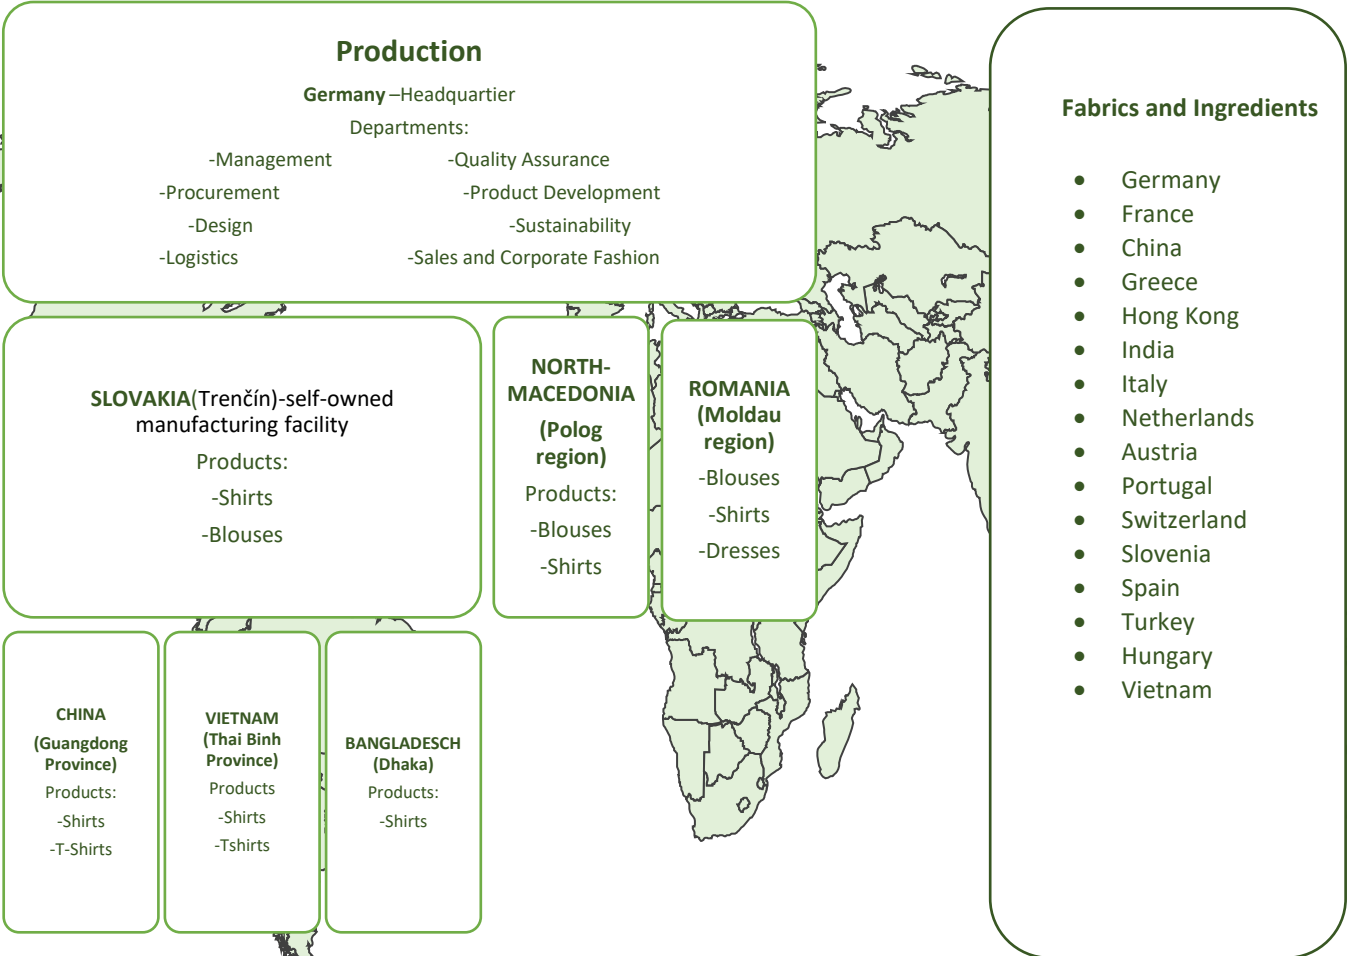 Production
Germany –Headquartier
Departments:
-Management -Quality Assurance
-Procurement -Product Development
-Design -Sustainability
-Logistics -Sales and Corporate Fashion
SLOVAKIA(Trenčín)-self-owned
manufacturing facility
Products:
-Shirts
-Blouses
NORTH-
MACEDONIA
(Polog
region)
Products:
-Blouses
-Shirts
ROMANIA
(Moldau
region)
-Blouses
-Shirts
-Dresses
CHINA
(Guangdong
Province)
Products:
-Shirts
-T-Shirts
VIETNAM
(Thai Binh
Province)
Products
-Shirts
-Tshirts
BANGLADESCH
(Dhaka)
Products:
-Shirts
Fabrics and Ingredients
• Germany
• France
• China
• Greece
• Hong Kong
• India
• Italy
• Netherlands
• Austria
• Portugal
• Switzerland
• Slovenia
• Spain
• Turkey
• Hungary
• Vietnam